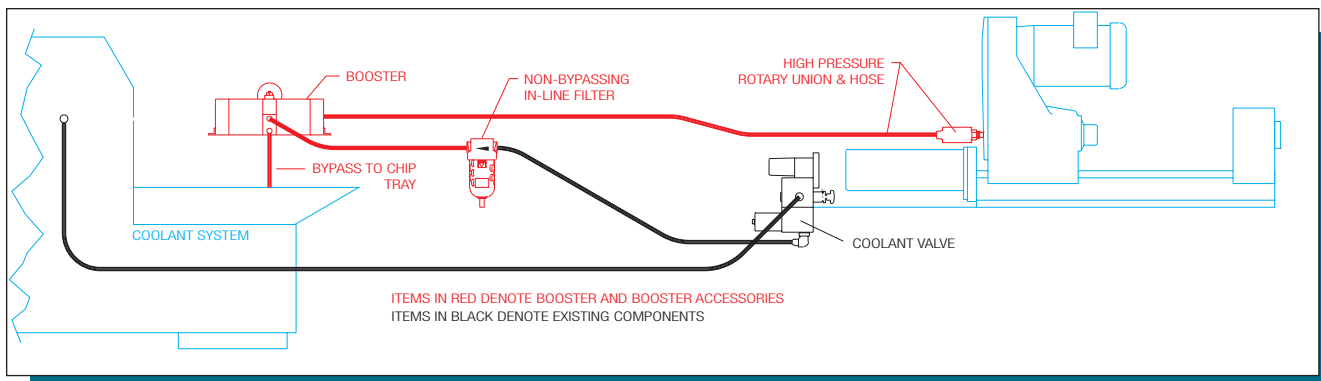 BOOSTER
NON-BYPASSING
IN-LINE FILTER
HIGH PRESSURE
ROTARY UNION & HOSE
BYPASS TO CHIP
TRAY
COOLANT SYSTEM
COOLANT VALVE
ITEMS IN RED DENOTE BOOSTER AND BOOSTER ACCESSORIES
ITEMS IN BLACK DENOTE EXISTING COMPONENTS